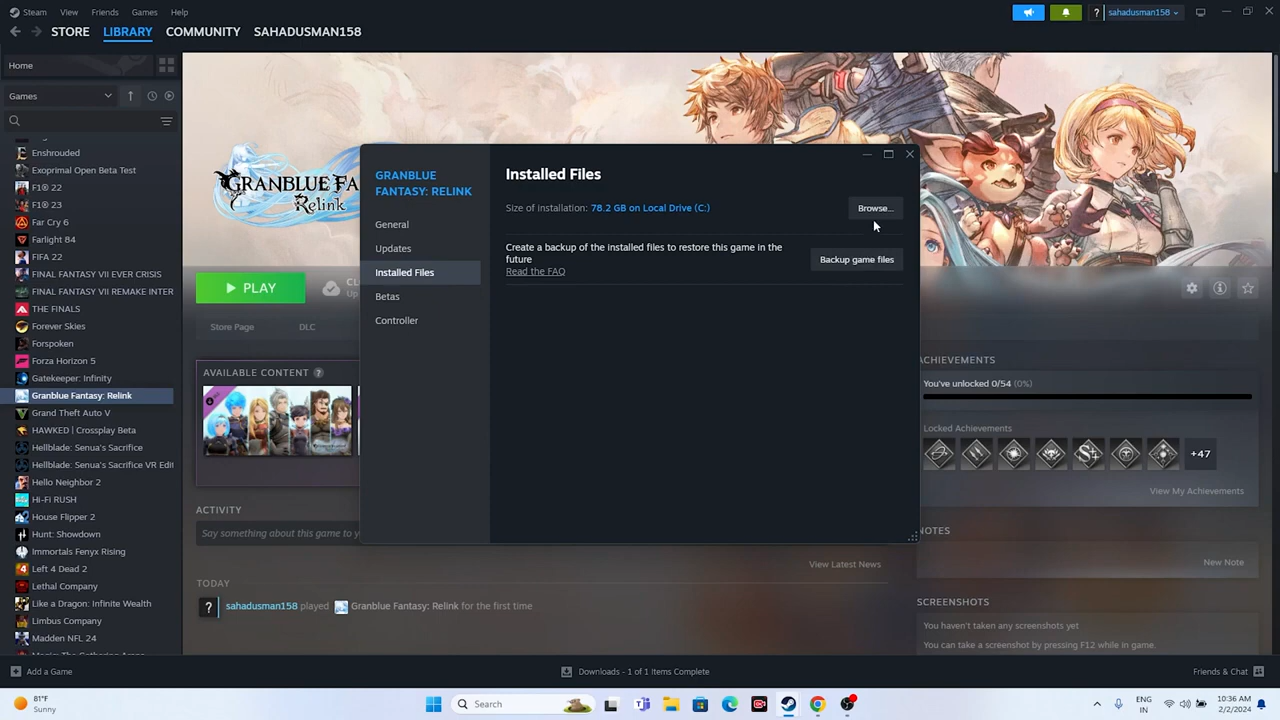 Steam View Friends Games Help
sahadusman158
STORE LIBRARY COMMUNITY SAHADUSMAN158
Home
Games
Enshrouded
Exoprimal Open Beta Test
F1® 22
F1® 23
Far Cry 6
Farlight 84
FIFA 22
FINAL FANTASY VII EVER CRISIS
FINAL FANTASY VII REMAKE INTER
THE FINALS
Forever Skies
Forspoken
Forza Horizon 5
Gatekeeper: Infinity
Granblue Fantasy: Relink
Grand Theft Auto V
HAWKED | Crossplay Beta
Hellblade: Senua's Sacrifice
Hellblade: Senua's Sacrifice VR Edit
Hello Neighbor 2
Hi-Fi RUSH
House Flipper 2
Hunt: Showdown
Immortals Fenyx Rising
Left 4 Dead 2
Lethal Company
Like a Dragon: Infinite Wealth
Limbus Company
Madden NFL 24
GRANBLUE FA
Relink
PLAY
CL
Up
Store Page DLC
AVAILABLE CONTENT ?
ACTIVITY
Say something about this game to y
TODAY
? sahadusman158 played Granblue Fantasy: Relink for the first time
View Latest News
GRANBLUE
FANTASY: RELINK
General
Updates
Installed Files
Betas
Controller
Installed Files
Size of installation: 78.2 GB on Local Drive (C:)
Browse...
Create a backup of the installed files to restore this game in the
future
Read the FAQ
Backup game files
ACHIEVEMENTS
You've unlocked 0/54 (0%)
Locked Achievements
+47
View My Achievements
NOTES
New Note
SCREENSHOTS
You haven't taken any screenshots yet
You can take a screenshot by pressing F12 while in game.
Add a Game
Downloads - 1 of 1 Items Complete
Friends & Chat
81°F
Sunny
Search
ENG
IN
10:36 AM
2/2/2024